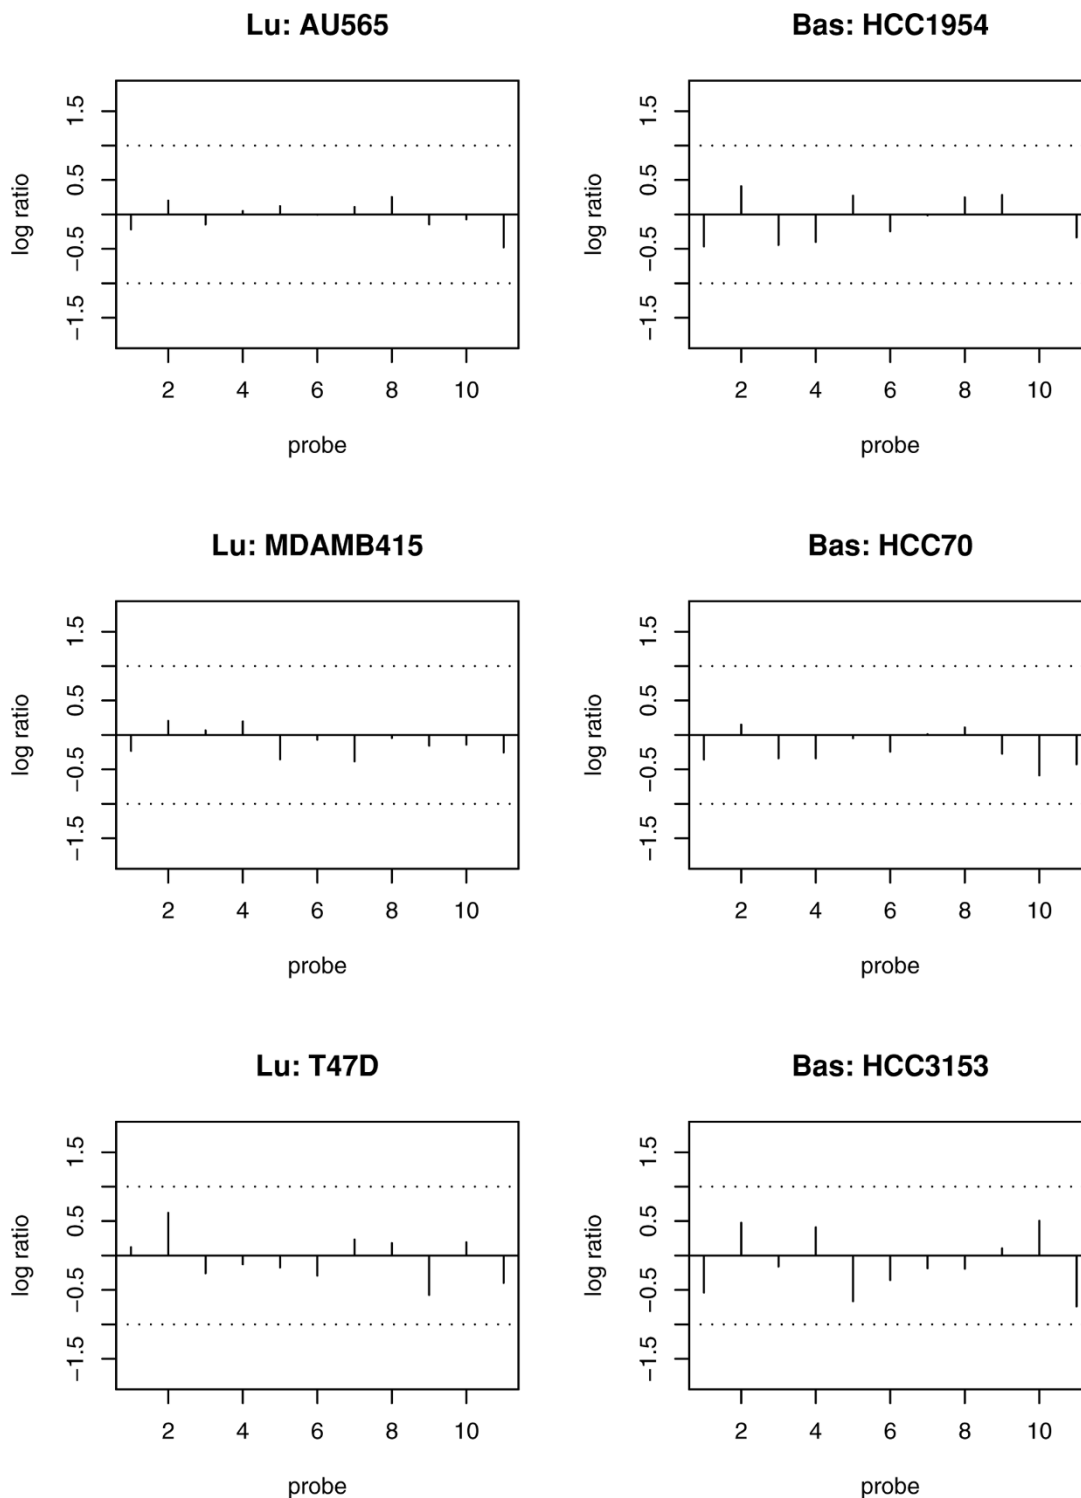 Lu: AU565
Bas: HCC1954
log ratio
1.5
0.5
−0.5
−1.5
2 4 6 8 10
probe
log ratio
1.5
0.5
−0.5
−1.5
2 4 6 8 10
probe
Lu: MDAMB415
Bas: HCC70
log ratio
1.5
0.5
−0.5
−1.5
2 4 6 8 10
probe
log ratio
1.5
0.5
−0.5
−1.5
2 4 6 8 10
probe
Lu: T47D
Bas: HCC3153
log ratio
1.5
0.5
−0.5
−1.5
2 4 6 8 10
probe
log ratio
1.5
0.5
−0.5
−1.5
2 4 6 8 10
probe